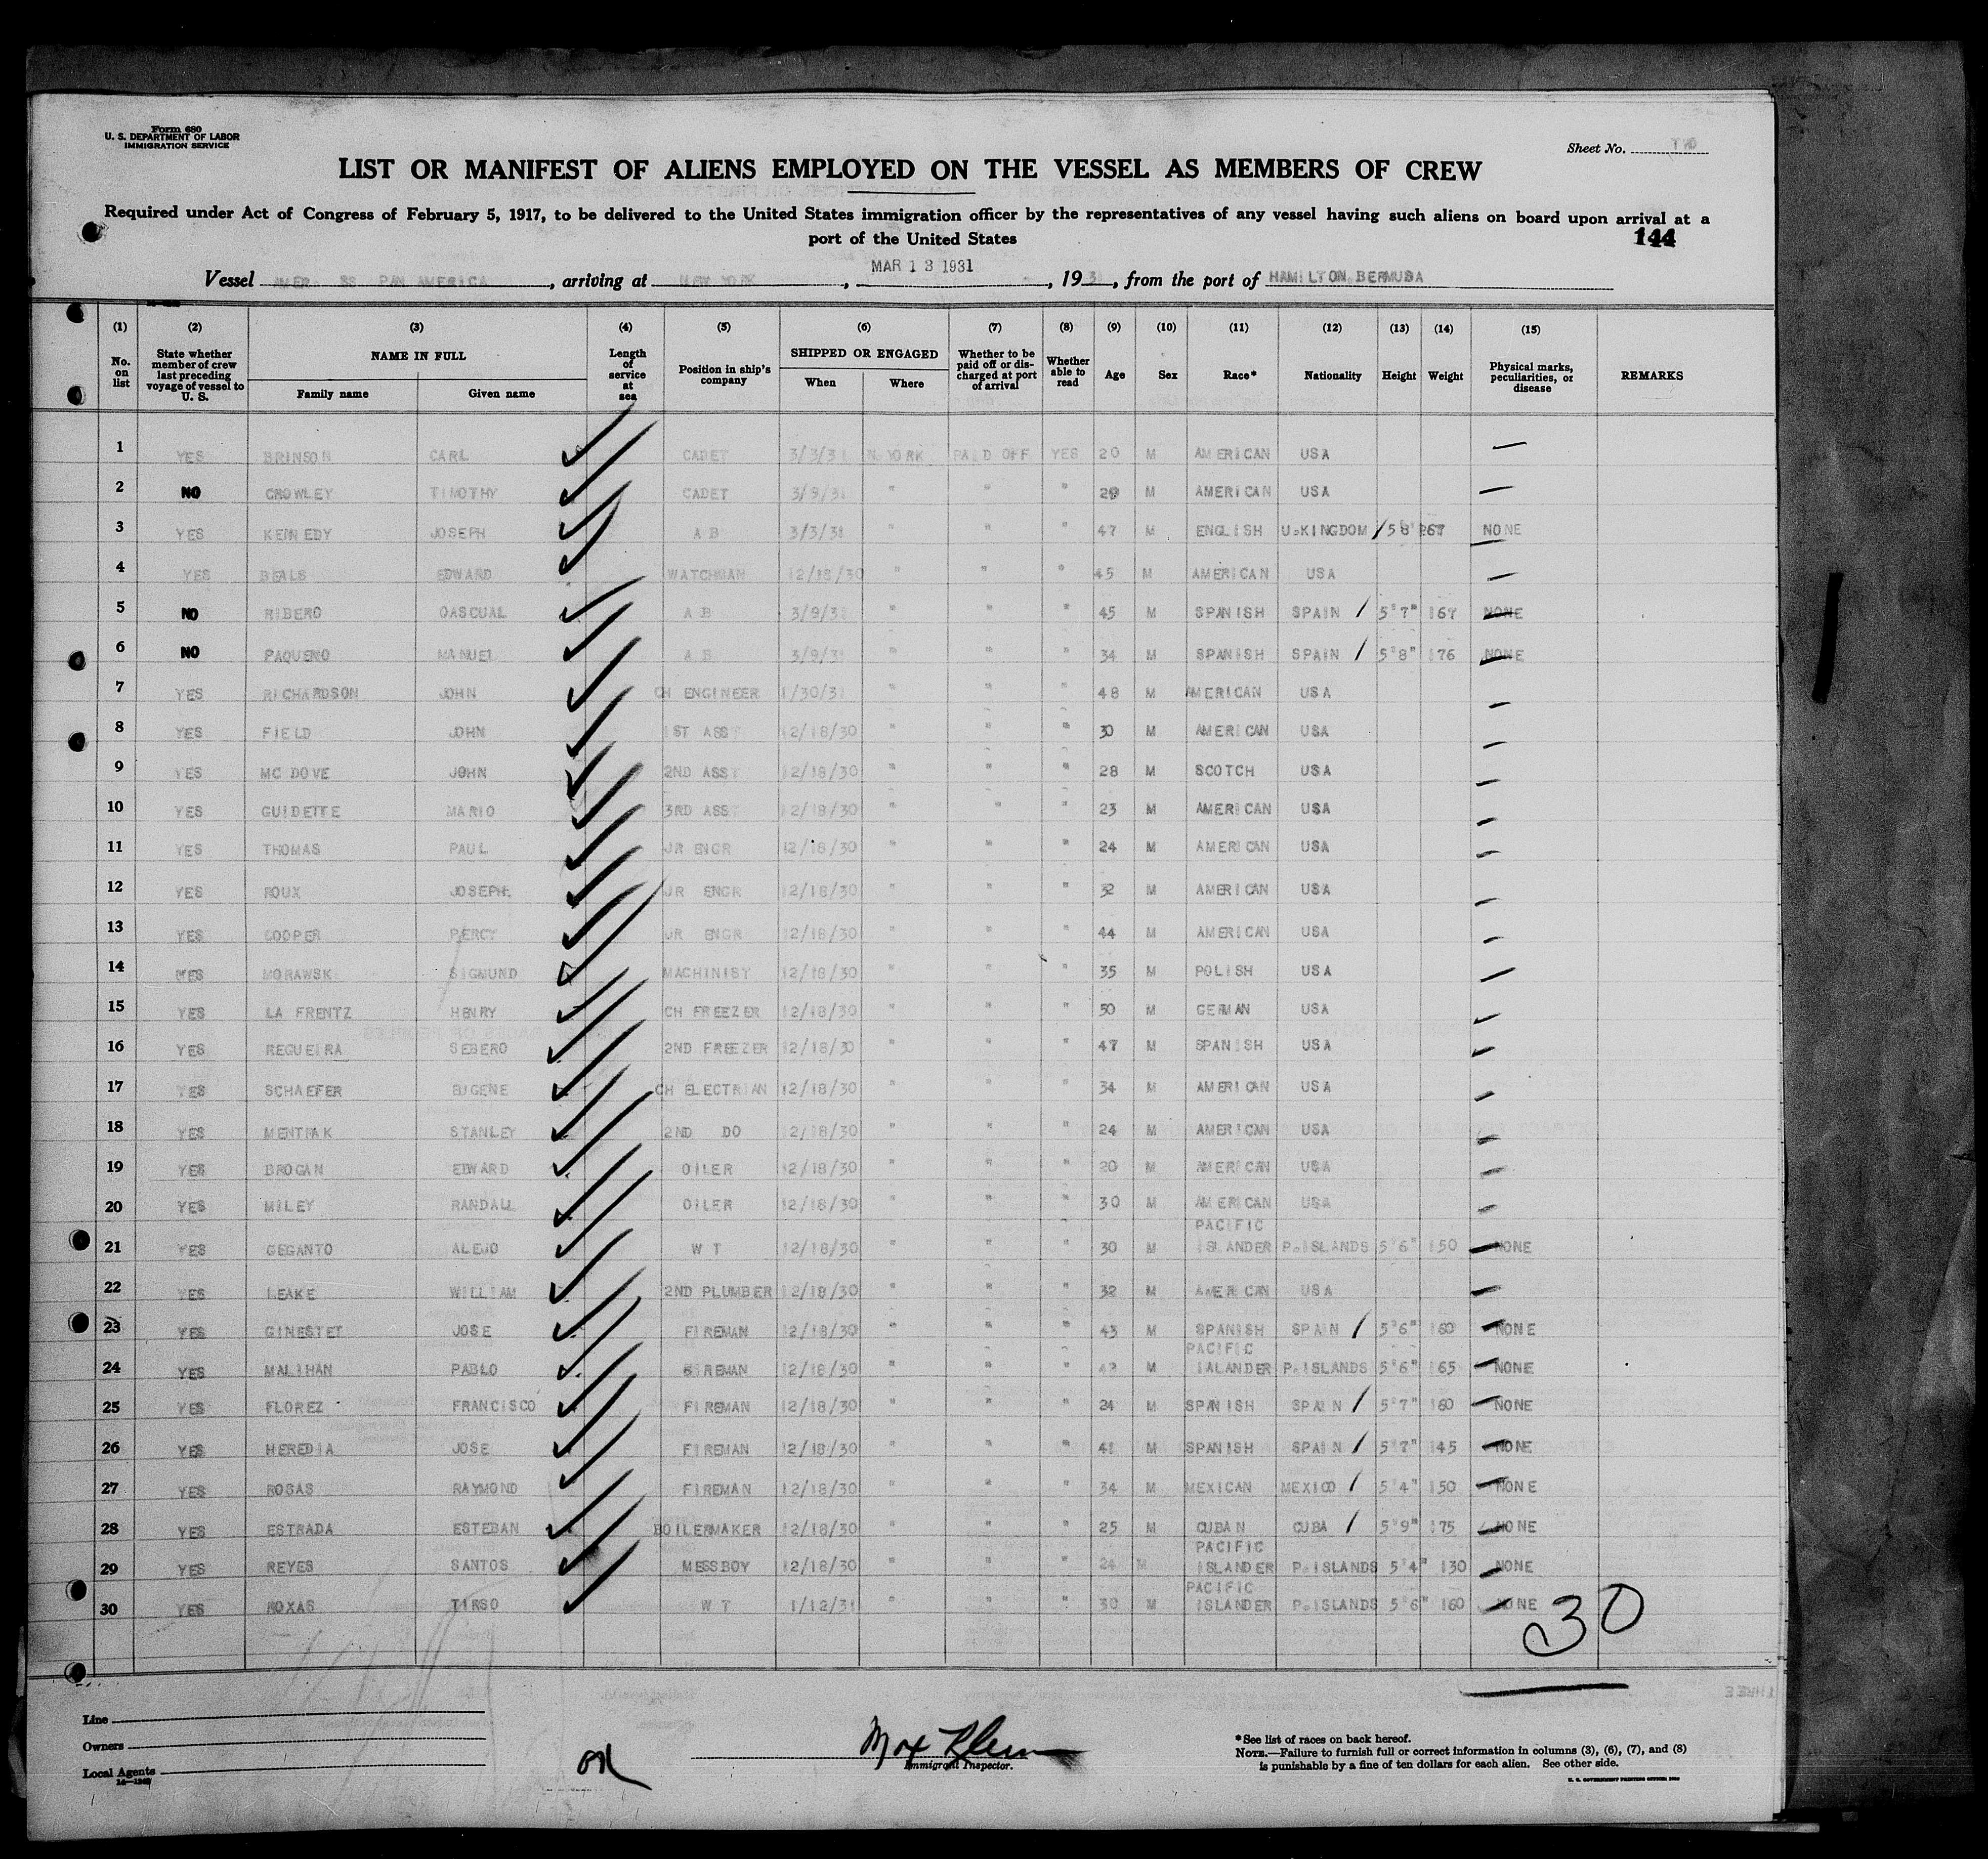 Form 680
U. S. DEPARTMENT OF LABOR
IMMIGRATION SERVICE
Sheet No. TWO
LIST OR MANIFEST OF ALIENS EMPLOYED ON THE VESSEL AS MEMBERS OF CREW
Required under Act of Congress of February 5, 1917, to be delivered to the United States immigration officer by the representatives of any vessel having such aliens on board upon arrival at a
port of the United States
144
Vessel AMER. SS PAN AMERICA, arriving at NEW YORK, MAR 13 1931, 1931, from the port of HAMILTON BERMUDA
(1) (2) (3) (4) (5) (6) (7) (8) (9) (10) (11) (12) (13) (14) (15)
No. on list | State whether member of crew last preceding voyage of vessel to U. S. | NAME IN FULL Family name Given name | Length of service at sea | Position in ship's company | SHIPPED OR ENGAGED When Where | Whether to be paid off or discharged at port of arrival | Whether able to read | Age | Sex | Race* | Nationality | Height | Weight | Physical marks, peculiarities, or disease | REMARKS
1 YES BRINSON CARL CADET 3/3/31 N. YORK PAID OFF YES 20 M AMERICAN USA
2 NO CROWLEY TIMOTHY CADET 3/9/31 " " " M AMERICAN USA
3 YES KENNEDY JOSEPH A B 3/3/31 " " " 47 M ENGLISH U.KINGDOM / 5'8" NONE
4 YES BEALS EDWARD WATCHMAN 12/18/30 " " " 45 M AMERICAN USA
5 NO RIBERO OASCUAL A B 3/9/31 " " " 45 M SPANISH SPAIN / 5'7" 167 NONE
6 NO PAQUENO MANUEL A B 3/9/31 " " " 34 M SPANISH SPAIN / 5'8" 176 NONE
7 YES RICHARDSON JOHN CH ENGINEER 1/30/31 " " " 48 M AMERICAN USA
8 YES FIELD JOHN 1ST ASST 12/18/30 " " " 30 M AMERICAN USA
9 YES MC DOVE JOHN 2ND ASST 12/18/30 " " " 28 M SCOTCH USA
10 YES GUIDETTE MARIO 3RD ASST 12/18/30 " " " 23 M AMERICAN USA
11 YES THOMAS PAUL JR ENGR 12/18/30 " " " 24 M AMERICAN USA
12 YES ROUX JOSEPH. JR ENGR 12/18/30 " " " 32 M AMERICAN USA
13 YES COOPER PERCY JR ENGR 12/18/30 " " " 44 M AMERICAN USA
14 YES MORAWSK SIGMUND MACHINIST 12/18/30 " " " 35 M POLISH USA
15 YES LA FRENTZ HENRY CH FREEZER 12/18/30 " " " 50 M GERMAN USA
16 YES REGUEIRA SEBERO 2ND FREEZER 12/18/30 " " " 47 M SPANISH USA
17 YES SCHAEFER EUGENE CH ELECTRIAN 12/18/30 " " " 34 M AMERICAN USA
18 YES MENTRAK STANLEY 2ND DO 12/18/30 " " " 24 M AMERICAN USA
19 YES BROGAN EDWARD OILER 12/18/30 " " " 20 M AMERICAN USA
20 YES MILEY RANDALL OILER 12/18/30 " " " 30 M AMERICAN USA
21 YES GEGANTO ALEJO W T 12/18/30 " " " 30 M PACIFIC ISLANDER P.ISLANDS 5'6" 150 NONE
22 YES LEAKE WILLIAM 2ND PLUMBER 12/18/30 " " " 32 M AMERICAN USA
23 YES GINESTET JOSE FIREMAN 12/18/30 " " " 43 M SPANISH SPAIN / 5'6" 160 NONE
24 YES MALIHAN PABLO FIREMAN 12/18/30 " " " 42 M PACIFIC IALANDER P.ISLANDS 5'6" 165 NONE
25 YES FLOREZ FRANCISCO FIREMAN 12/18/30 " " " 24 M SPANISH SPAIN / 5'7" 160 NONE
26 YES HEREDIA JOSE FIREMAN 12/18/30 " " " 41 M SPANISH SPAIN / 5'7" 145 NONE
27 YES ROSAS RAYMOND FIREMAN 12/18/30 " " " 34 M MEXICAN MEXICO / 5'4" 150 NONE
28 YES ESTRADA ESTEBAN BOILERMAKER 12/18/30 " " " 25 M CUBAN CUBA / 5'9" 175 NONE
29 YES REYES SANTOS MESSBOY 12/18/30 " " " 24 M PACIFIC ISLANDER P.ISLANDS 5'4" 130 NONE
30 YES ROXAS TIRSO W T 1/12/31 " " " 30 M PACIFIC ISLANDER P.ISLANDS 5'6" 160 NONE
30
Line
Owners
Local Agents
OK
Max Klein
Immigrant Inspector.
*See list of races on back hereof.
NOTE.—Failure to furnish full or correct information in columns (3), (6), (7), and (8)
is punishable by a fine of ten dollars for each alien. See other side.
U. S. GOVERNMENT PRINTING OFFICE